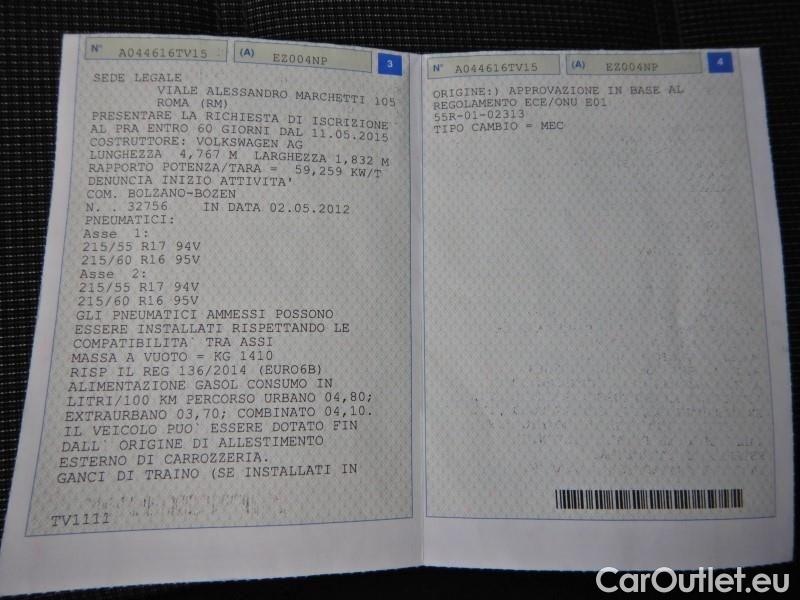 N° A044616TV15 (A) EZ004NP 3
SEDE LEGALE
VIALE ALESSANDRO MARCHETTI 105
ROMA (RM)
PRESENTARE LA RICHIESTA DI ISCRIZIONE
AL PRA ENTRO 60 GIORNI DAL 11.05.2015
COSTRUTTORE: VOLKSWAGEN AG
LUNGHEZZA 4,767 M LARGHEZZA 1,832 M
RAPPORTO POTENZA/TARA = 59,259 KW/T
DENUNCIA INIZIO ATTIVITA'
COM. BOLZANO-BOZEN
N. . 32756 IN DATA 02.05.2012
PNEUMATICI:
Asse 1:
215/55 R17 94V
215/60 R16 95V
Asse 2:
215/55 R17 94V
215/60 R16 95V
GLI PNEUMATICI AMMESSI POSSONO
ESSERE INSTALLATI RISPETTANDO LE
COMPATIBILITA` TRA ASSI
MASSA A VUOTO = KG 1410
RISP IL REG 136/2014 (EURO6B)
ALIMENTAZIONE GASOL CONSUMO IN
LITRI/100 KM PERCORSO URBANO 04,80;
EXTRAURBANO 03,70; COMBINATO 04,10.
IL VEICOLO PUO` ESSERE DOTATO FIN
DALL` ORIGINE DI ALLESTIMENTO
ESTERNO DI CARROZZERIA.
GANCI DI TRAINO (SE INSTALLATI IN
TV1111
N° A044616TV15 (A) EZ004NP 4
ORIGINE:) APPROVAZIONE IN BASE AL
REGOLAMENTO ECE/ONU E01
55R-01-02313
TIPO CAMBIO = MEC
CarOutlet.eu